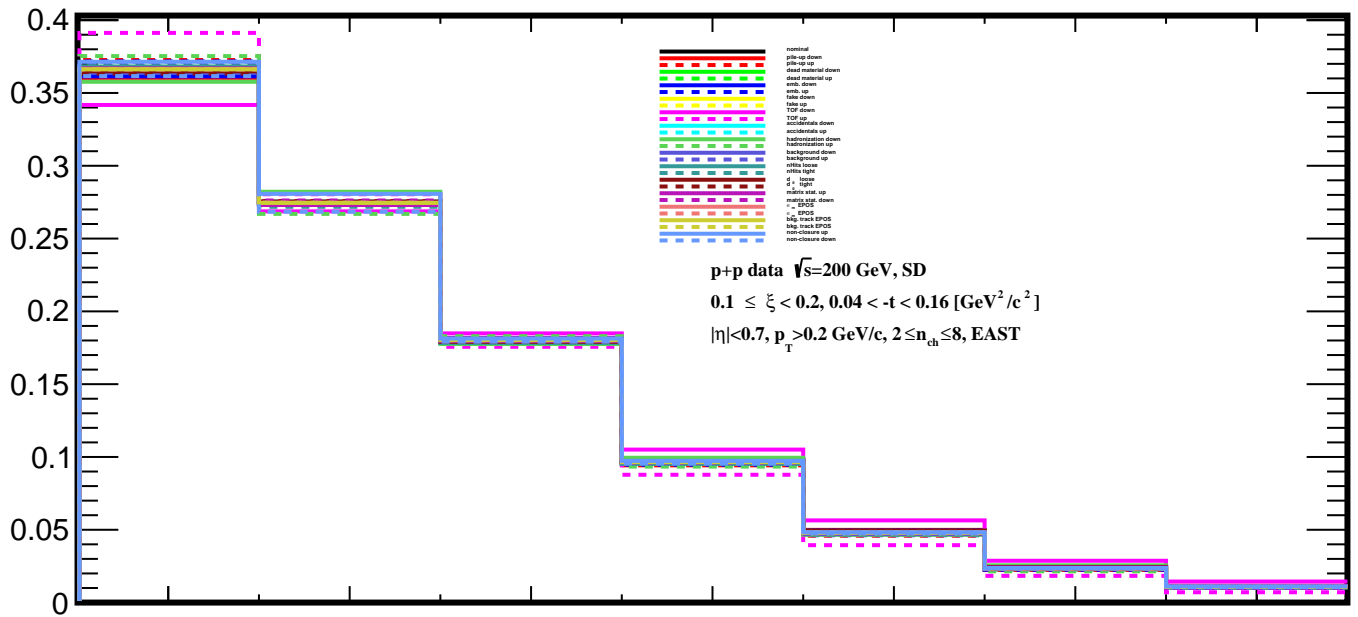 0.4
0.35
0.3
0.25
0.2
0.15
0.1
0.05
0
nominal
pile-up down
pile-up up
dead material down
dead material up
emb. down
emb. up
fake down
fake up
TOF down
TOF up
accidentals down
accidentals up
hadronization down
hadronization up
background down
background up
nHits loose
nHits tight
d0 loose
d0 tight
matrix stat. up
matrix stat. down
EPOS
EPOS
bkg. track EPOS
bkg. track EPOS
non-closure up
non-closure down
p+p data √s=200 GeV, SD
0.1 ≤ ξ < 0.2, 0.04 < -t < 0.16 [GeV²/c²]
|η|<0.7, p_T>0.2 GeV/c, 2≤n_ch≤8, EAST